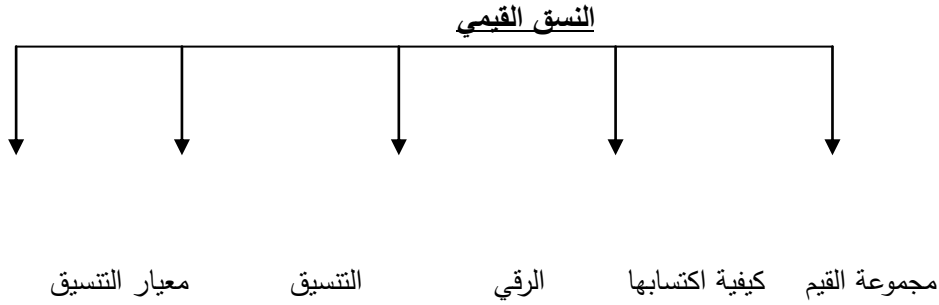 النسق القيمي
مجموعة القيم كيفية اكتسابها الرقي التنسيق معيار التنسيق